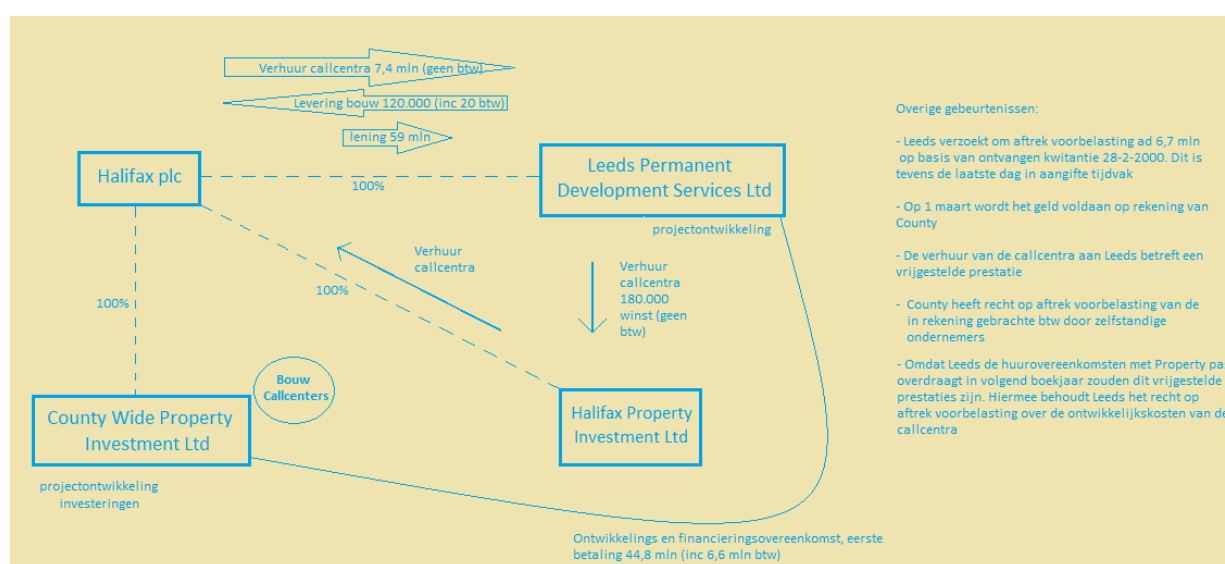 Verhuur callcentra 7,4 mln (geen btw)
Levering bouw 120.000 (inc 20 btw)
lening 59 mln
Halifax plc
100%
Leeds Permanent
Development Services Ltd
projectontwikkeling
Verhuur
callcentra
100%
Verhuur
callcentra
180.000
winst (geen
btw)
100%
Bouw
Callcenters
County Wide Property
Investment Ltd
projectontwikkeling
investeringen
Halifax Property
Investment Ltd
Ontwikkelings en financieringsovereenkomst, eerste
betaling 44,8 mln (inc 6,6 mln btw)
Overige gebeurtenissen:
- Leeds verzoekt om aftrek voorbelasting ad 6,7 mln
op basis van ontvangen kwitantie 28-2-2000. Dit is
tevens de laatste dag in aangifte tijdvak
- Op 1 maart wordt het geld voldaan op rekening van
County
- De verhuur van de callcentra aan Leeds betreft een
vrijgestelde prestatie
- County heeft recht op aftrek voorbelasting van de
in rekening gebrachte btw door zelfstandige
ondernemers
- Omdat Leeds de huurovereenkomsten met Property pa
overdraagt in volgend boekjaar zouden dit vrijgestelde
prestaties zijn. Hiermee behoudt Leeds het recht op
aftrek voorbelasting over de ontwikkelijkskosten van de
callcentra